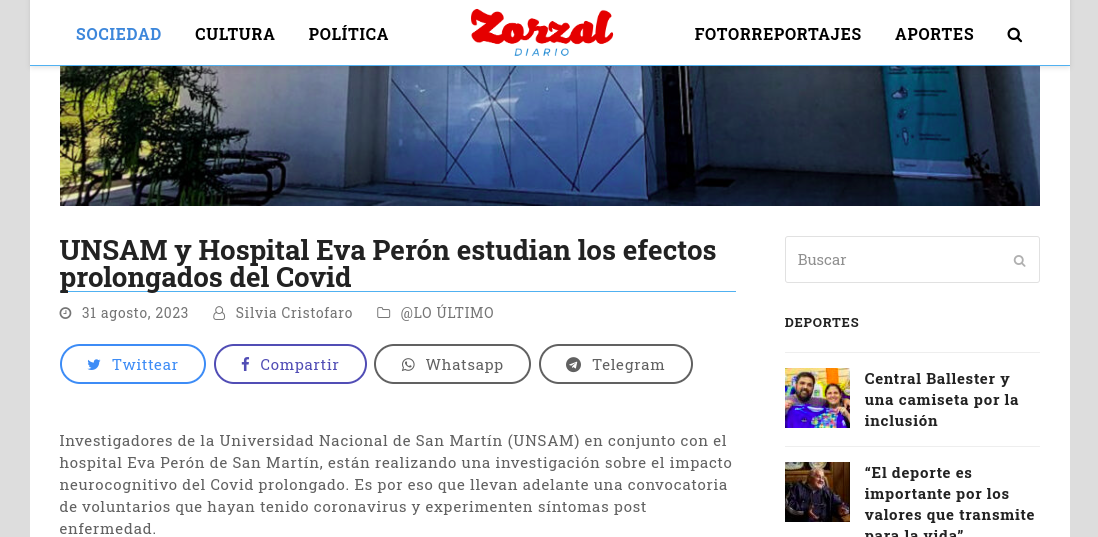 SOCIEDAD CULTURA POLÍTICA Zorzal DIARIO FOTORREPORTAJES APORTES
UNSAM y Hospital Eva Perón estudian los efectos
prolongados del Covid
31 agosto, 2023 Silvia Cristofaro @LO ÚLTIMO
Twittear Compartir Whatsapp Telegram
Investigadores de la Universidad Nacional de San Martín (UNSAM) en conjunto con el
hospital Eva Perón de San Martín, están realizando una investigación sobre el impacto
neurocognitivo del Covid prolongado. Es por eso que llevan adelante una convocatoria
de voluntarios que hayan tenido coronavirus y experimenten síntomas post
enfermedad.
Buscar
DEPORTES
Central Ballester y
una camiseta por la
inclusión
“El deporte es
importante por los
valores que transmite
para la vida”